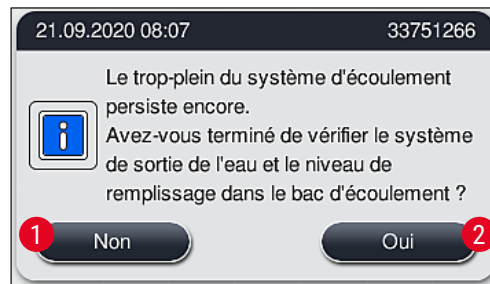 21.09.2020 08:07 33751266
Le trop-plein du système d'écoulement
persiste encore.
Avez-vous terminé de vérifier le système
de sortie de l'eau et le niveau de
remplissage dans le bac d'écoulement ?
1 Non Oui 2